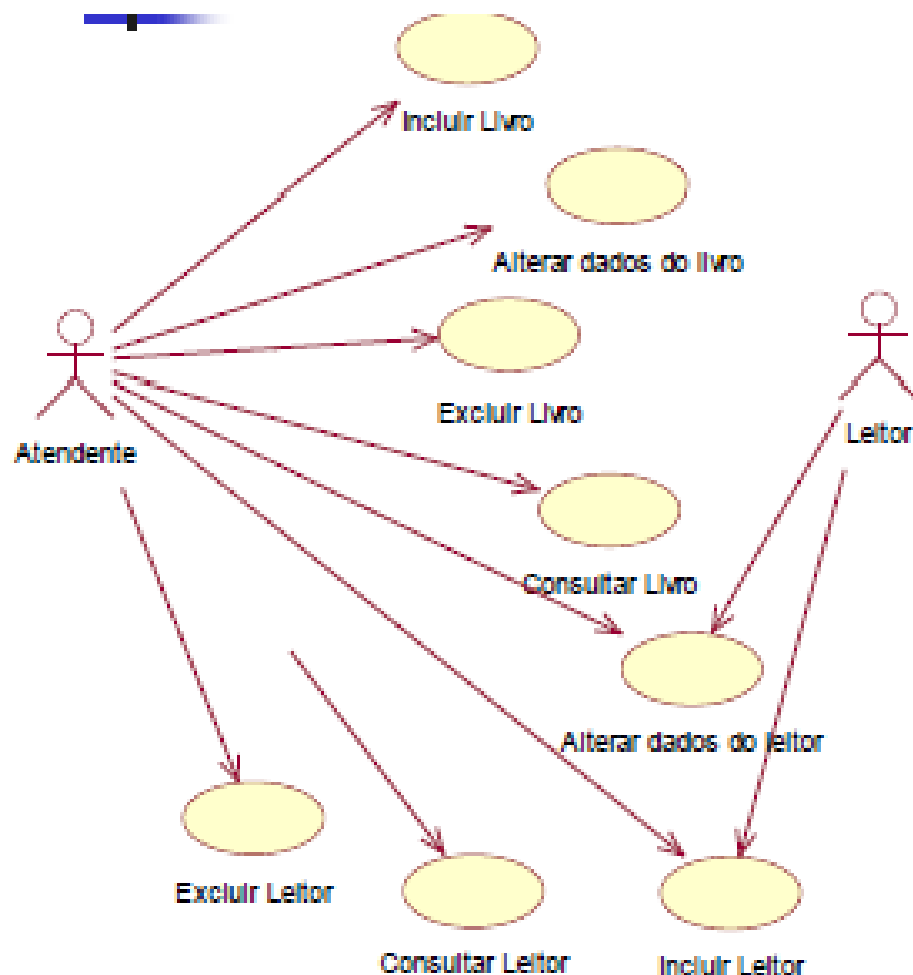 Incluir Livro
Alterar dados do livro
Excluir Livro
Leitor
Atendente
Consultar Livro
Alterar dados do leitor
Excluir Leitor
Consultar Leitor
Incluir Leitor